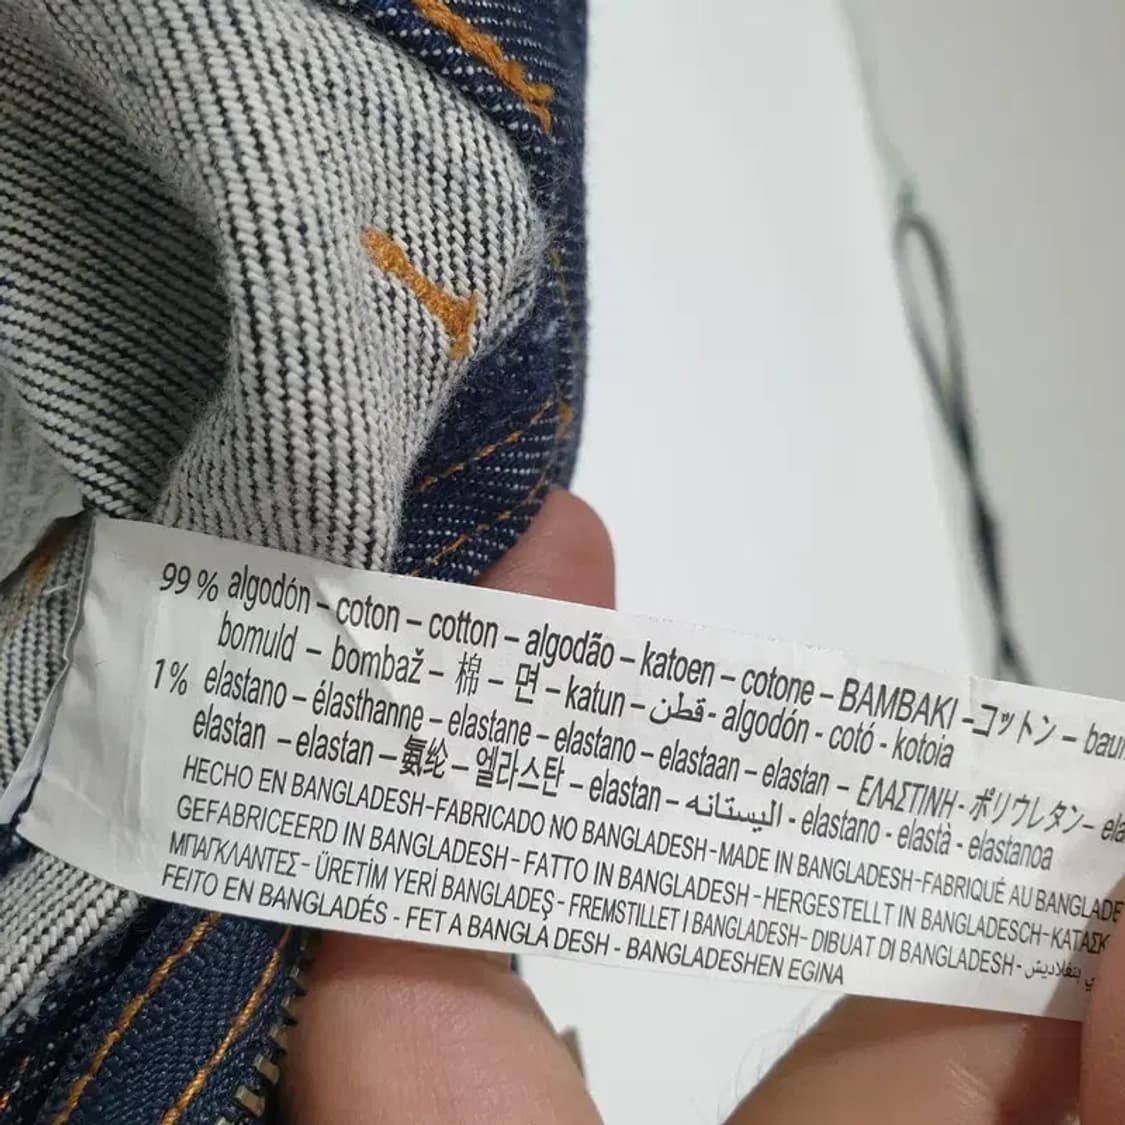 99 % algodón – coton – cotton – algodão – katoen – cotone – BAMBAKI – コットン –
bomuld – bombaž – 棉 – 면 – katun – قطن - algodón - cotó - kotoia
1% elastano – élasthanne – elastane – elastano – elastaan – elastan – ΕΛΑΣΤΙΝΗ - ポリウレタン –
elastan – elastan – 氨纶 – 엘라스탄 – elastan – اليستانه - elastano - elastà - elastanoa
HECHO EN BANGLADESH-FABRICADO NO BANGLADESH-MADE IN BANGLADESH-FABRIQUÉ AU
GEFABRICEERD IN BANGLADESH - FATTO IN BANGLADESH - HERGESTELLT IN BANGLADESCH-
ΜΠΑΓΚΛΑΝΤΕΣ - ÜRETİM YERİ BANGLADEŞ - FREMSTILLET I BANGLADESH- DIBUAT DI BANGLADESH-
FEITO EN BANGLADÉS - FET A BANGLA DESH - BANGLADESHEN EGINA